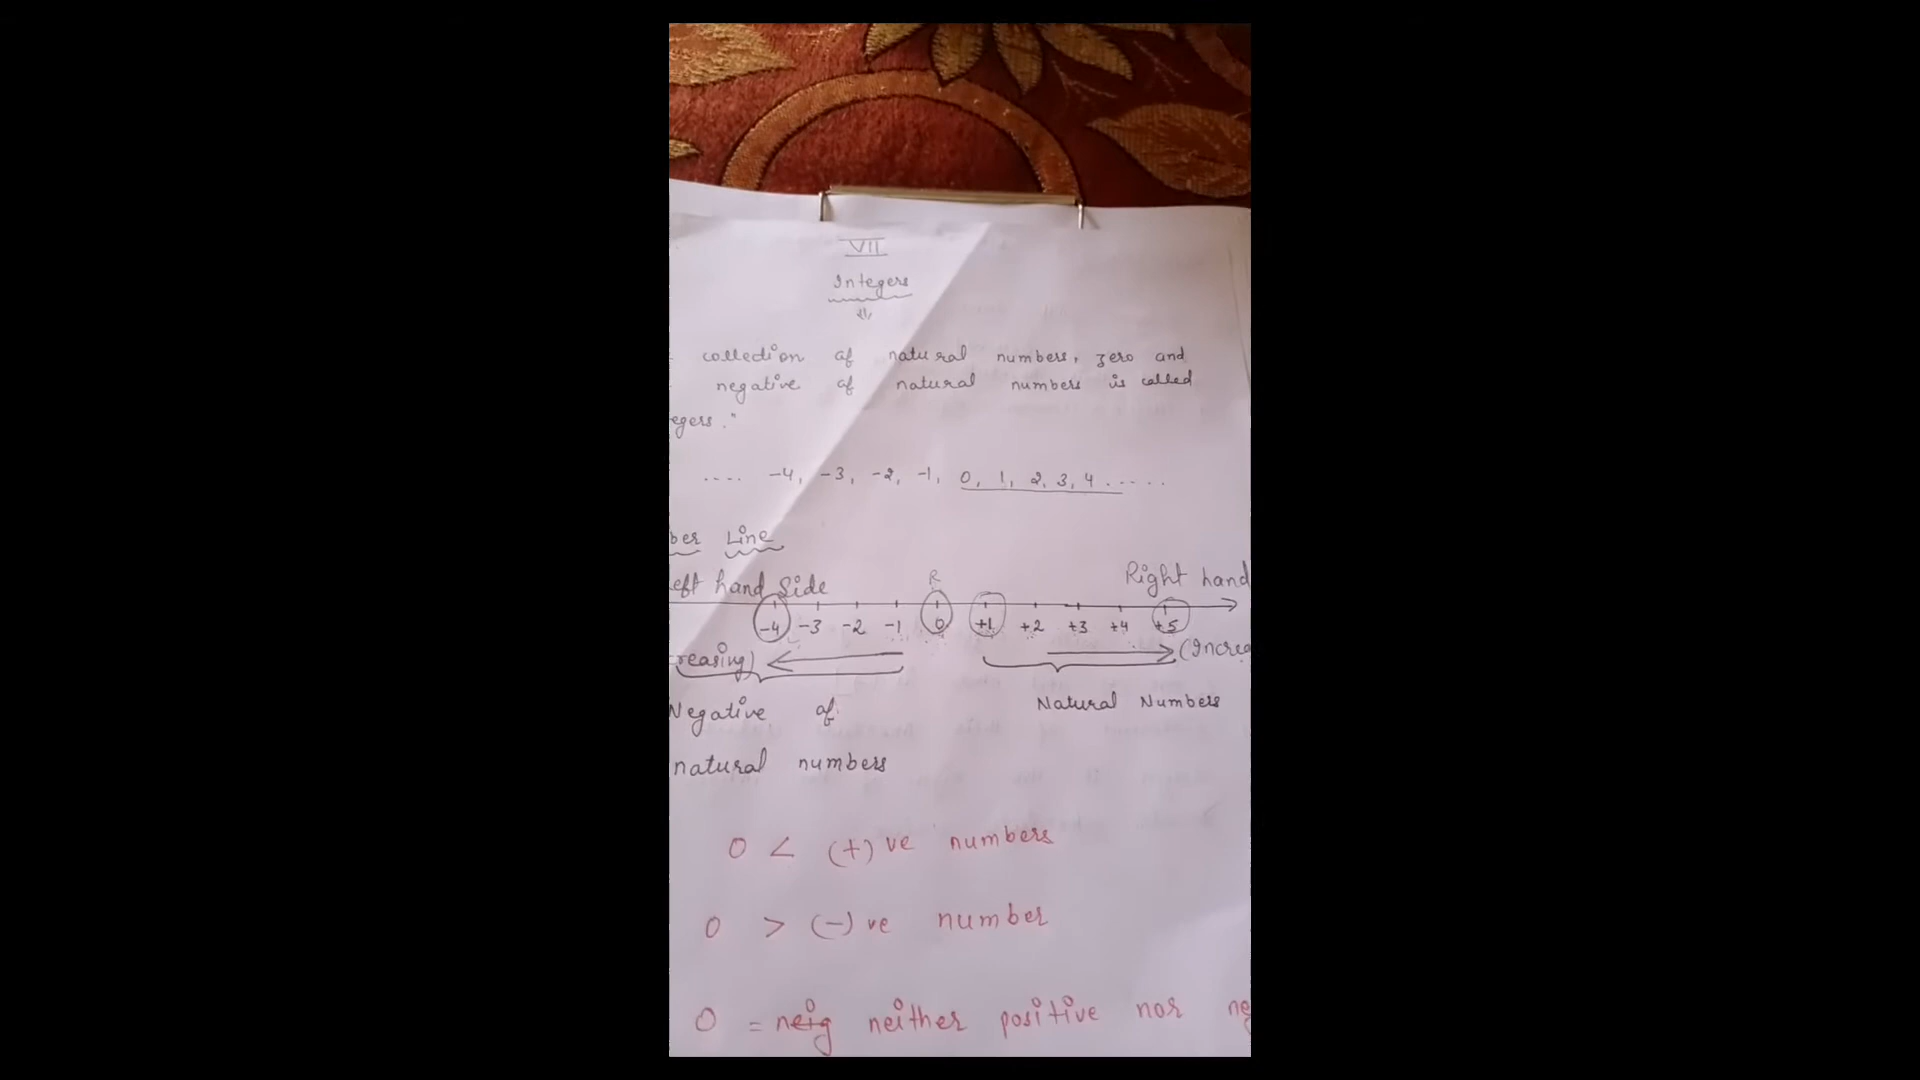 VII
Integers
collection of natural numbers, zero and
negative of natural numbers is called
egers."
.... -4, -3, -2, -1, 0, 1, 2, 3, 4 ......
ber Line
eft hand Side R Right hand
-4 -3 -2 -1 0 +1 +2 +3 +4 +5
creasing) (Increa
Negative of Natural Numbers
natural numbers
0 < (+)ve numbers
0 > (-)ve number
0 = neig neither positive nor ne